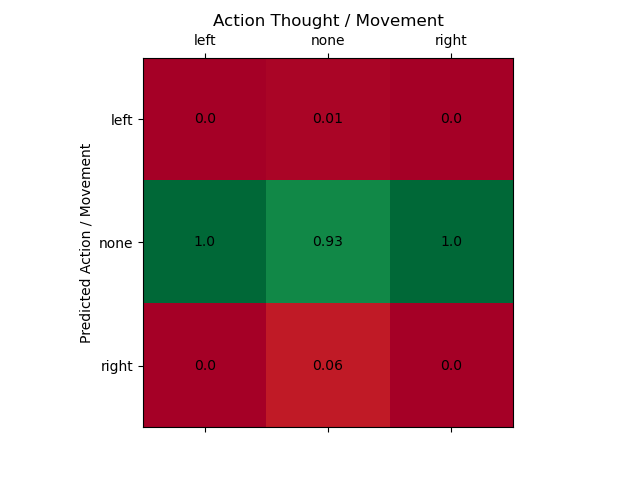 Action Thought / Movement
left none right
left 0.0 0.01 0.0
none 1.0 0.93 1.0
right 0.0 0.06 0.0
Predicted Action / Movement